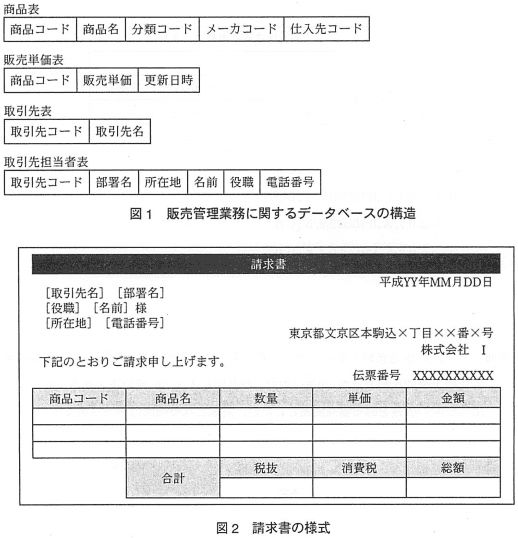 商品表
商品コード 商品名 分類コード メーカコード 仕入先コード
販売単価表
商品コード 販売単価 更新日時
取引先表
取引先コード 取引先名
取引先担当者表
取引先コード 部署名 所在地 名前 役職 電話番号
図1 販売管理業務に関するデータベースの構造
請求書
平成YY年MM月DD日
[取引先名] [部署名]
[役職] [名前] 様
[所在地] [電話番号]
東京都文京区本駒込×丁目××番×号
株式会社 I
下記のとおりご請求申し上げます。
伝票番号 XXXXXXXXXX
商品コード 商品名 数量 単価 金額
合計 税抜 消費税 総額
図2 請求書の様式